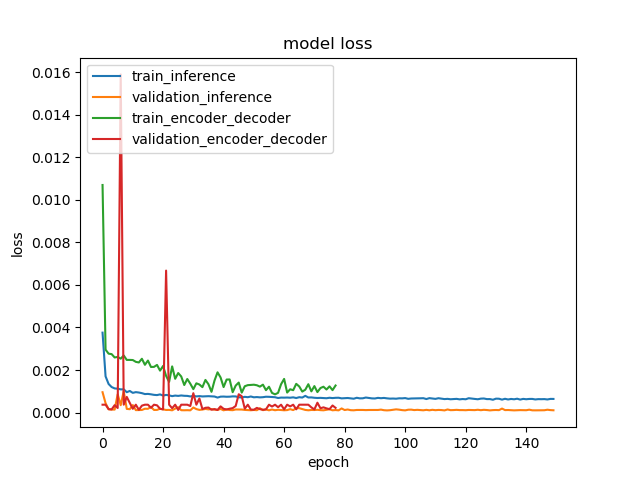 model loss
train_inference
validation_inference
train_encoder_decoder
validation_encoder_decoder
0.016
0.014
0.012
0.010
0.008
0.006
0.004
0.002
0.000
loss
0 20 40 60 80 100 120 140
epoch